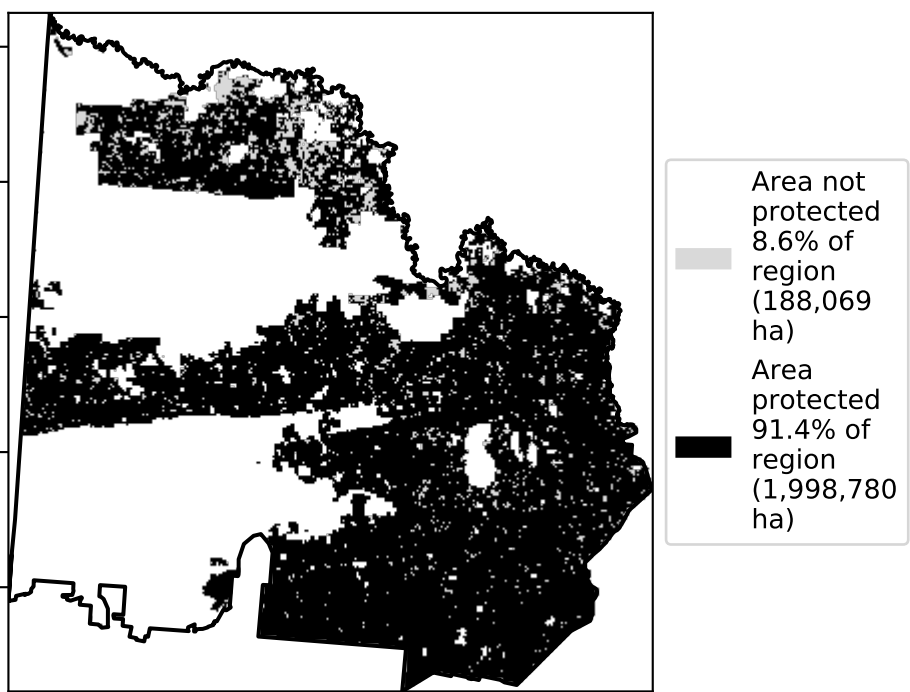 Area not
protected
8.6% of
region
(188,069
ha)
Area
protected
91.4% of
region
(1,998,780
ha)